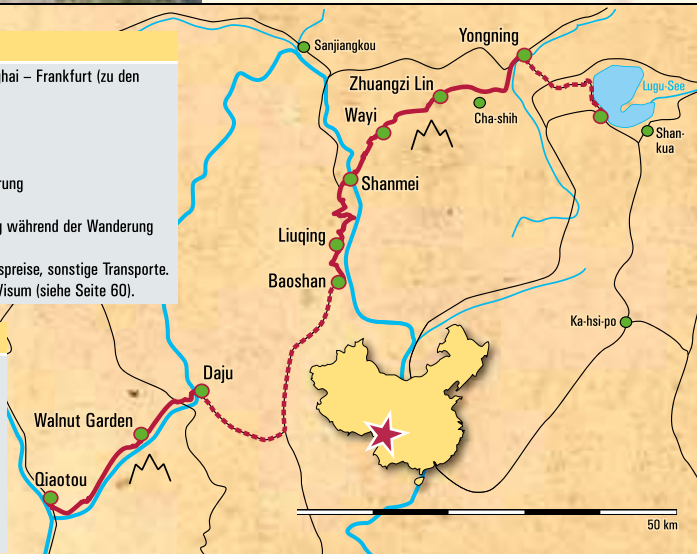 ghai – Frankfurt (zu den
rung
g während der Wanderung
spreise, sonstige Transporte.
Visum (siehe Seite 60).
Sanjiangkou
Yongning
Zhuangzi Lin
Lugu-See
Cha-shih
Wayi
Shan-
kua
Shanmei
Liuqing
Baoshan
Ka-hsi-po
Daju
Walnut Garden
Qiaotou
50 km